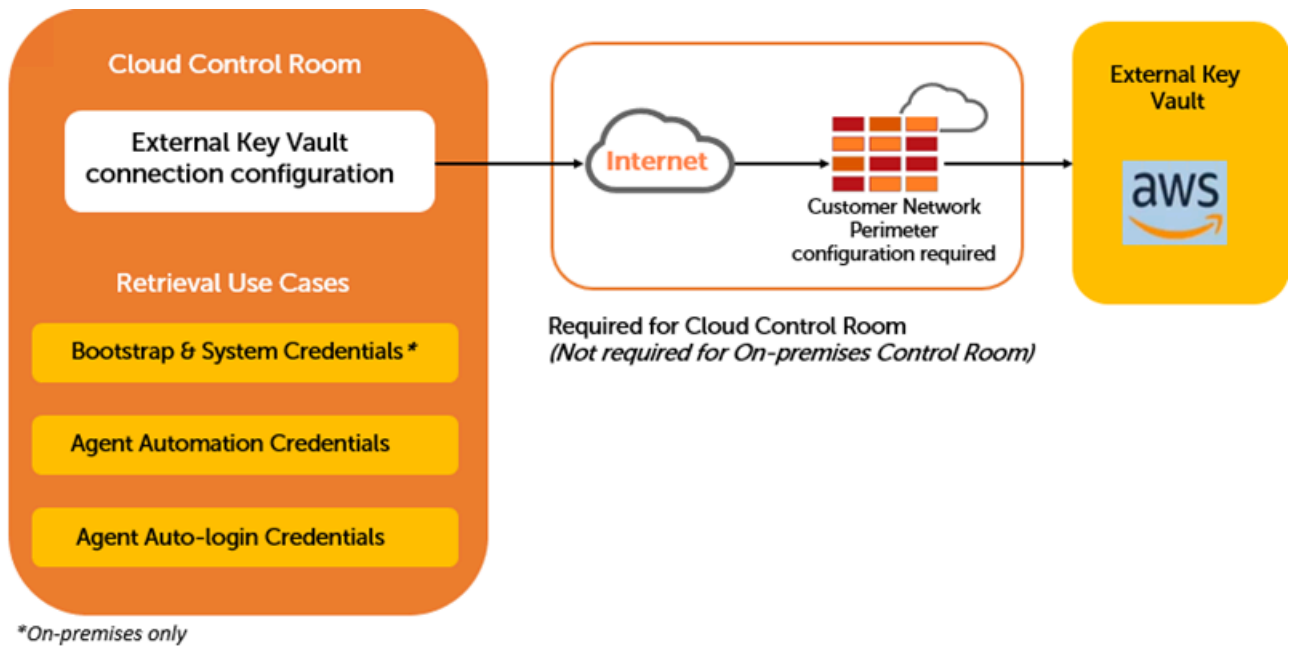 Cloud Control Room
External Key Vault
connection configuration
Retrieval Use Cases
Bootstrap & System Credentials*
Agent Automation Credentials
Agent Auto-login Credentials
*On-premises only
Internet
Customer Network
Perimeter
configuration required
Required for Cloud Control Room
(Not required for On-premises Control Room)
External Key
Vault
aws